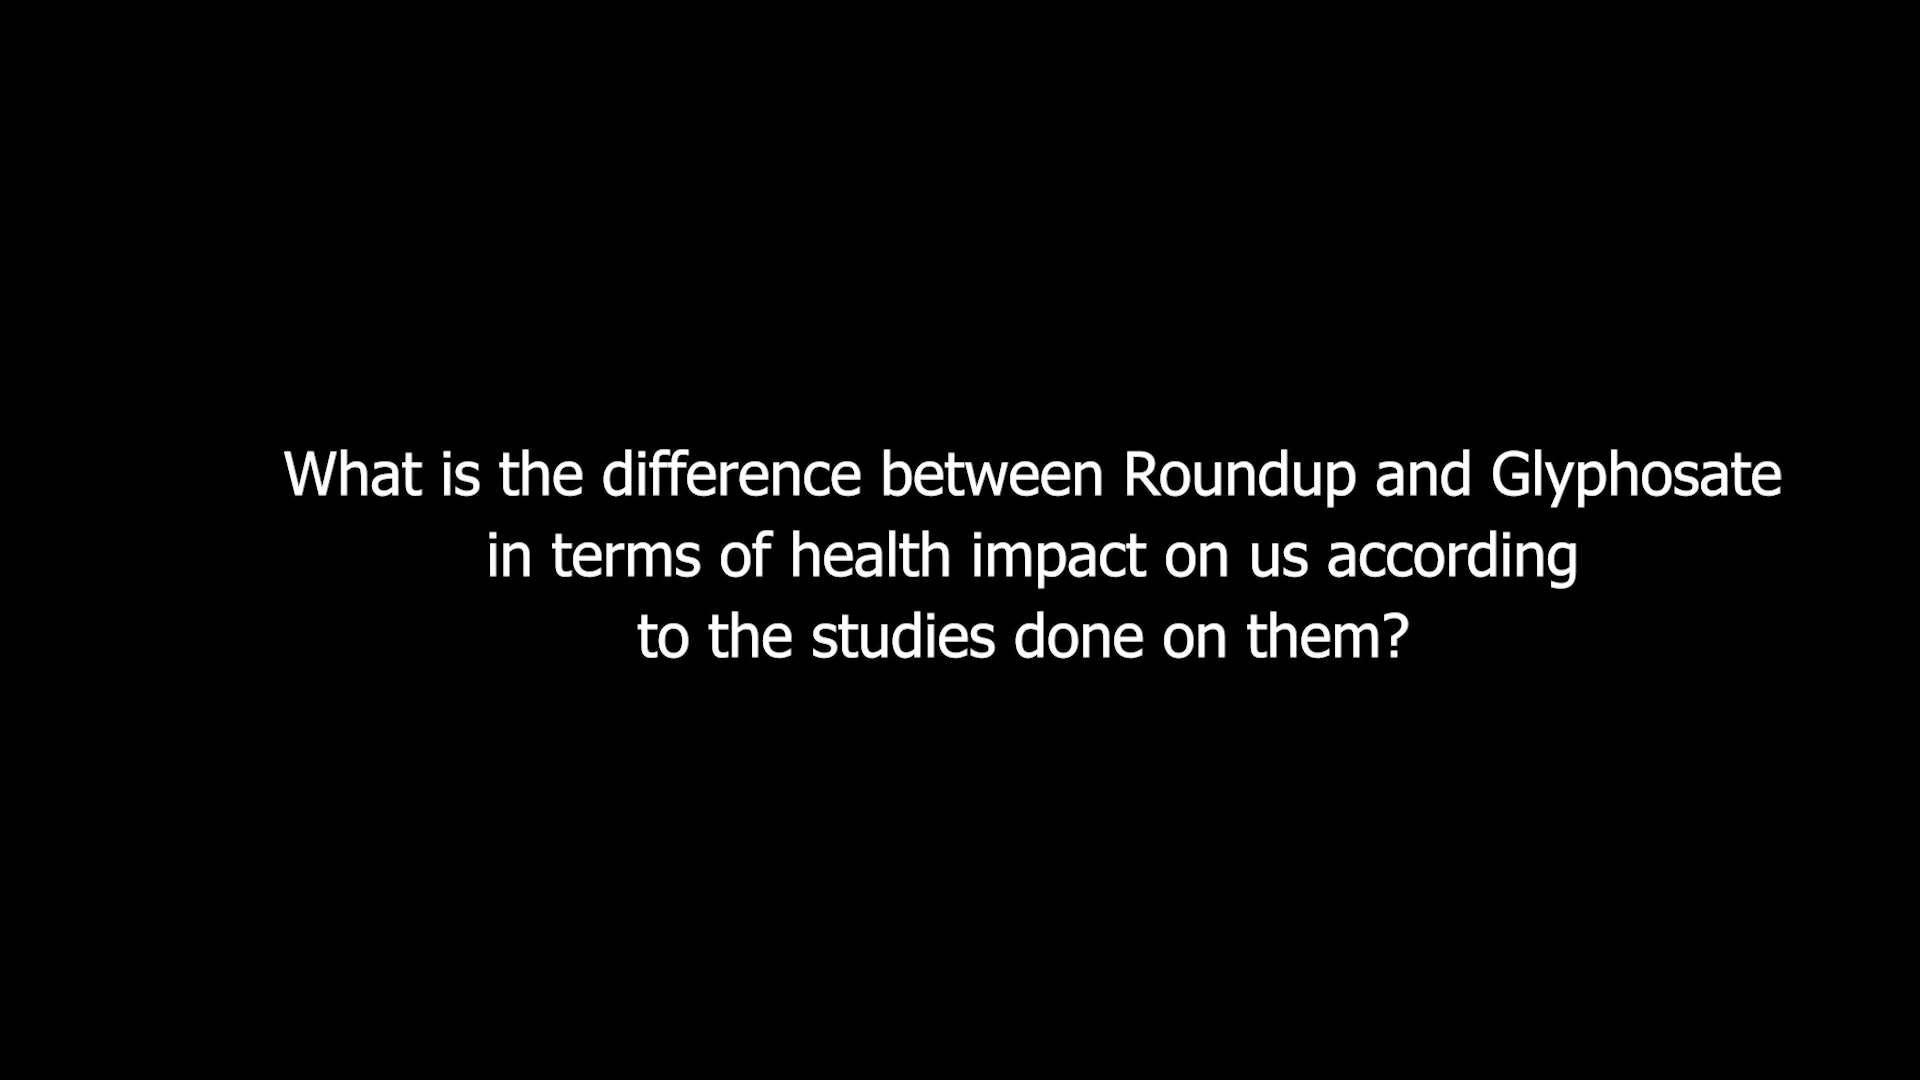 What is the difference between Roundup and Glyphosate
in terms of health impact on us according
to the studies done on them?